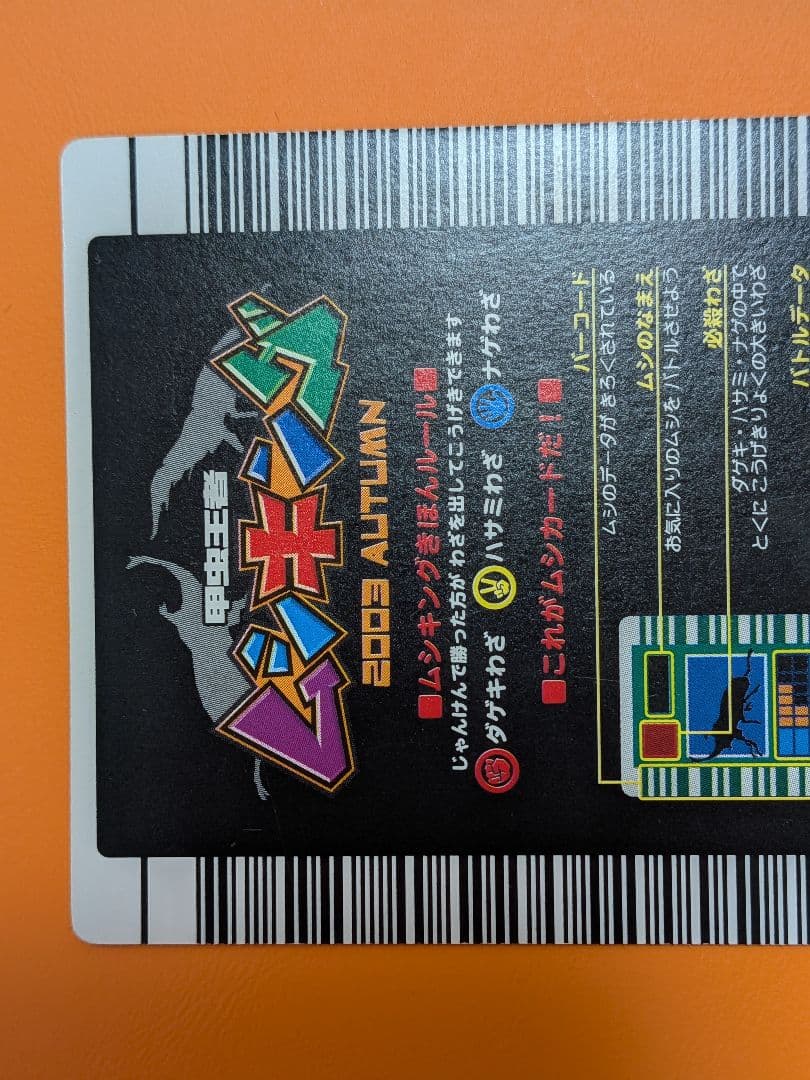 甲虫王者
ムシキング
2003 AUTUMN
■ムシキングきほんルール■
じゃんけんで勝った方が わざを出してこうげきできます
ダゲキわざ ハサミわざ ナゲわざ
■これがムシカードだ！■
バーコード
ムシのデータが きろくされている
ムシのなまえ
お気に入りのムシを バトルさせよう
必殺わざ
ダゲキ・ハサミ・ナゲの中で
とくに こうげきりょくの大きいわざ
バトルデータ